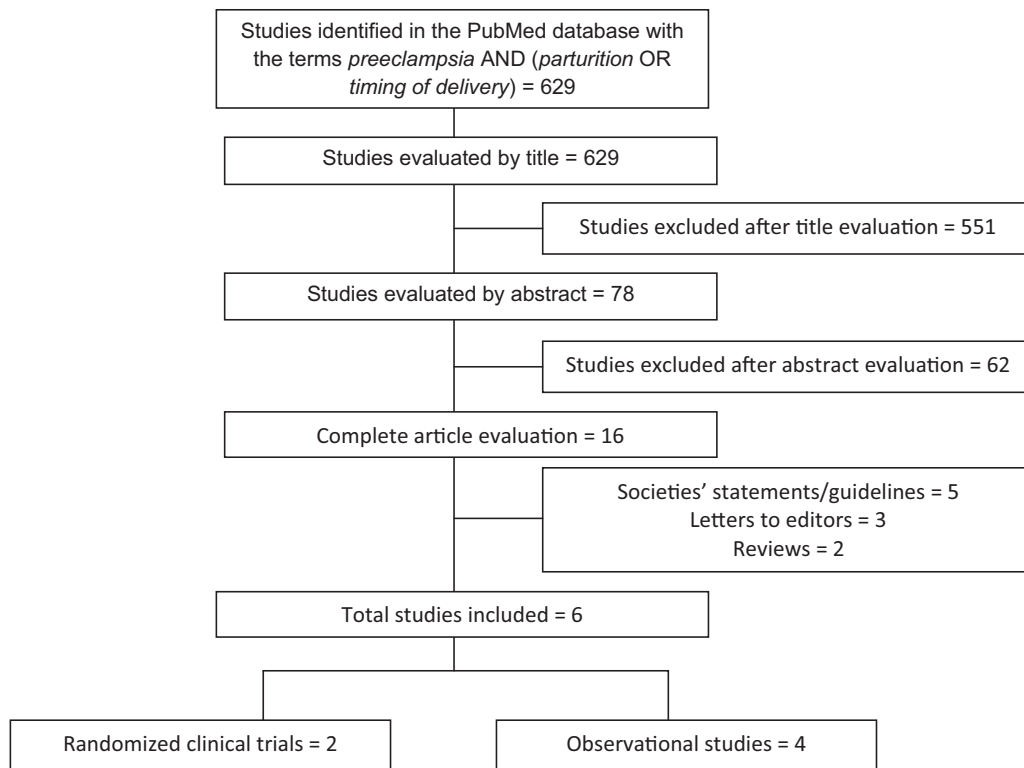 Studies identified in the PubMed database with
the terms preeclampsia AND (parturition OR
timing of delivery) = 629
Studies evaluated by title = 629
Studies excluded after title evaluation = 551
Studies evaluated by abstract = 78
Studies excluded after abstract evaluation = 62
Complete article evaluation = 16
Societies’ statements/guidelines = 5
Letters to editors = 3
Reviews = 2
Total studies included = 6
Randomized clinical trials = 2
Observational studies = 4